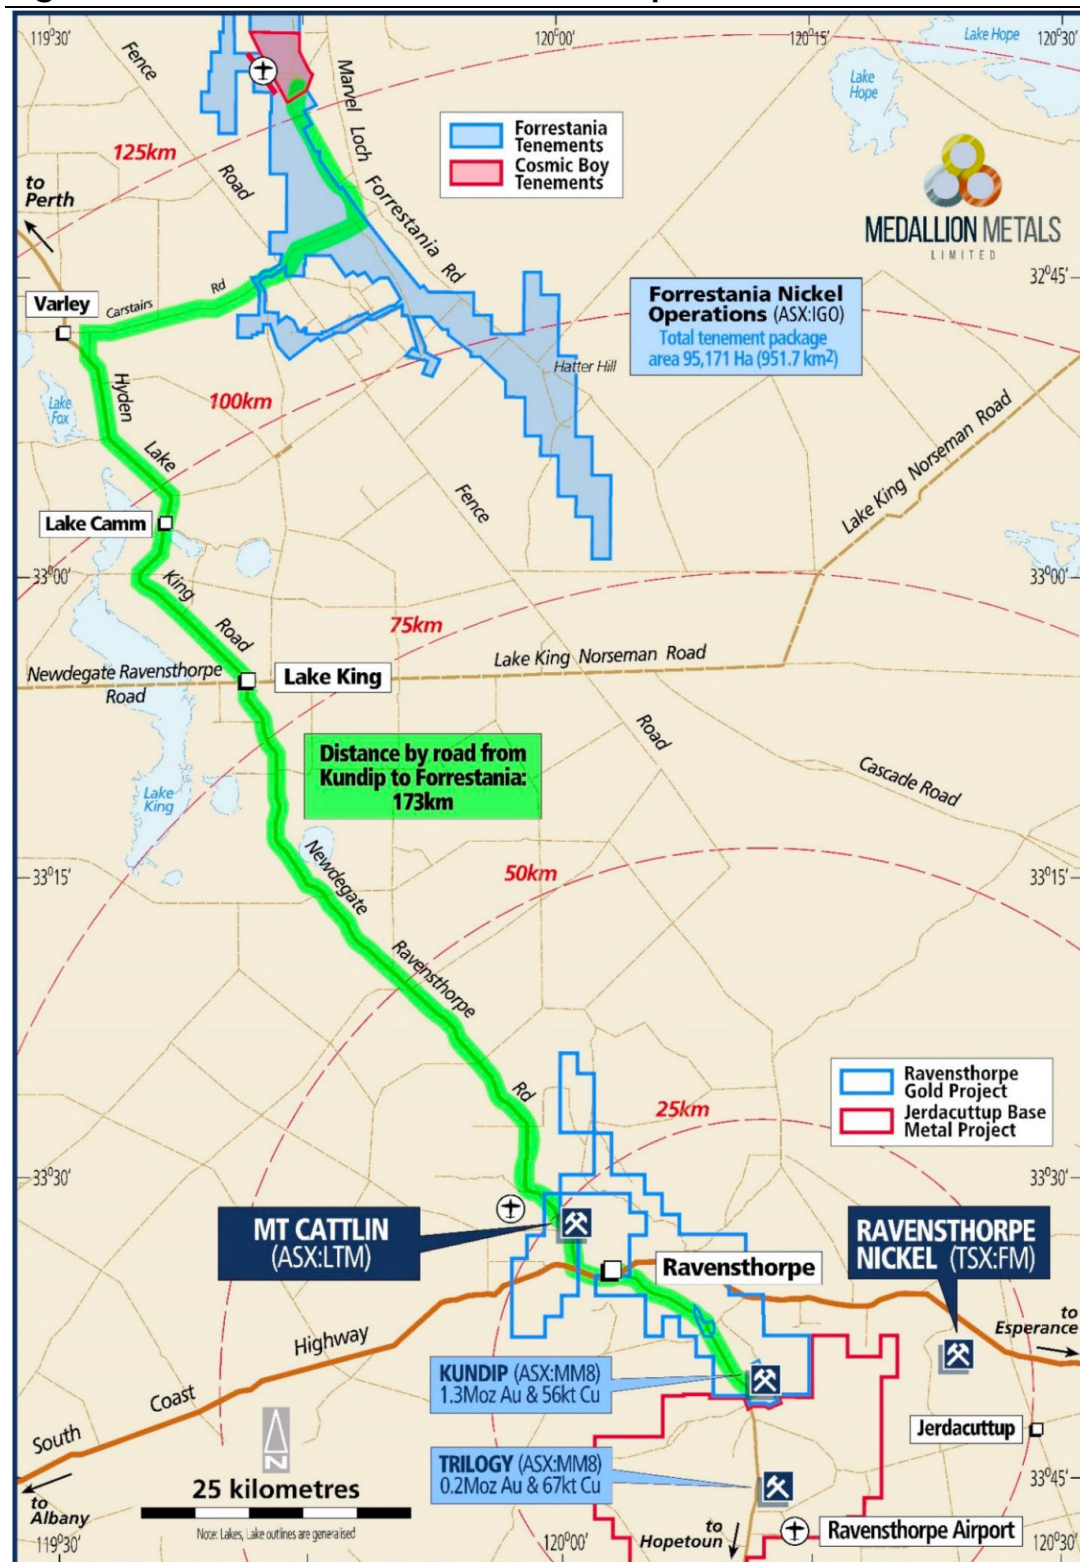 119°30'
120°00'
120°15'
120°30'
Lake Hope
Lake
Hope
Fence
Road
Marvel Loch Forrestania Rd
125km
to
Perth
Forrestania
Tenements
Cosmic Boy
Tenements
MEDALLION METALS
LIMITED
32°45'
Varley
Carstairs Rd
Forrestania Nickel
Operations (ASX:IGO)
Total tenement package
area 95,171 Ha (951.7 km²)
Hatter Hill
Lake
Fox
Hyden
100km
Lake
Lake King Norseman Road
Fence
Lake Camm
33°00'
33°00'
King
Road
75km
Newdegate Ravensthorpe
Road
Lake King
Lake King Norseman Road
Road
Distance by road from
Kundip to Forrestania:
173km
Cascade Road
Lake
King
Newdegate
50km
33°15'
33°15'
Ravensthorpe
Rd
25km
Ravensthorpe
Gold Project
Jerdacuttup Base
Metal Project
33°30'
33°30'
MT CATTLIN
(ASX:LTM)
RAVENSTHORPE
NICKEL (TSX:FM)
Ravensthorpe
to
Esperance
Highway
Coast
South
KUNDIP (ASX:MM8)
1.3Moz Au & 56kt Cu
Jerdacuttup
N
TRILOGY (ASX:MM8)
0.2Moz Au & 67kt Cu
33°45'
25 kilometres
Note: Lakes, Lake outlines are generalised
to
Albany
to
Hopetoun
Ravensthorpe Airport
119°30'
120°00'
120°30'